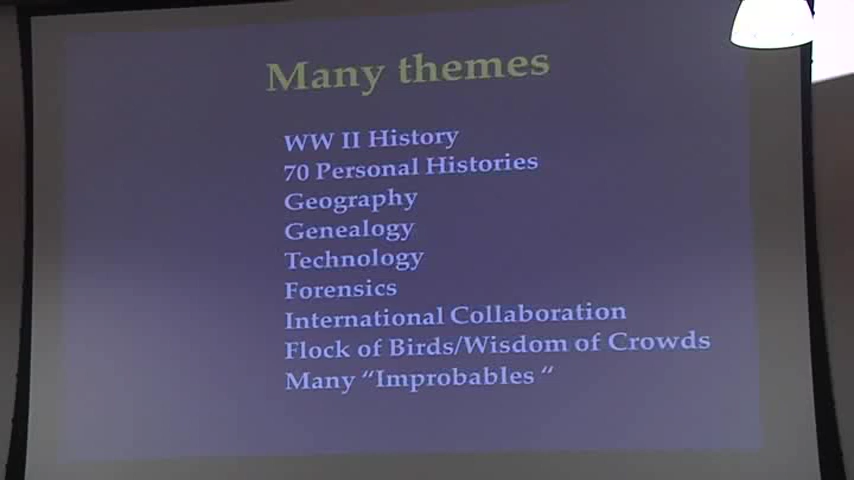 Many themes
WW II History
70 Personal Histories
Geography
Genealogy
Technology
Forensics
International Collaboration
Flock of Birds/Wisdom of Crowds
Many “Improbables “